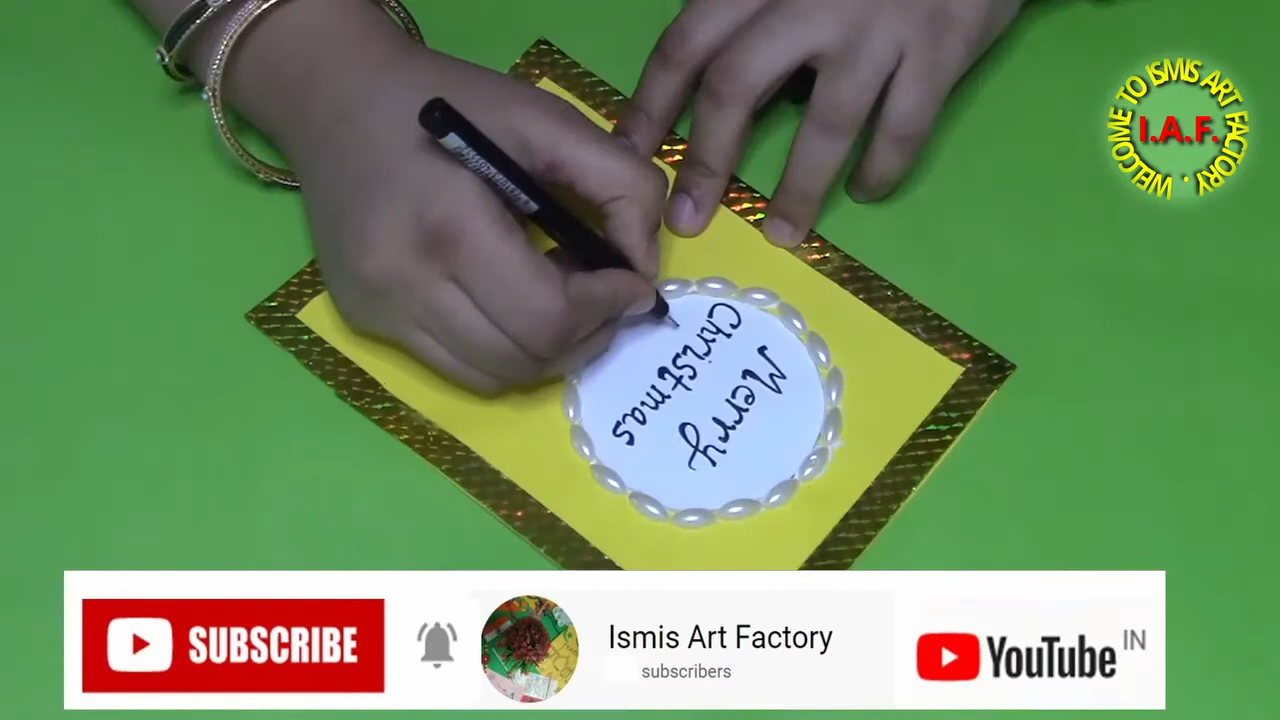 WELCOME TO ISMIS ART FACTORY .
I.A.F.
Merry
Christmas
SUBSCRIBE
Ismis Art Factory
subscribers
YouTube IN